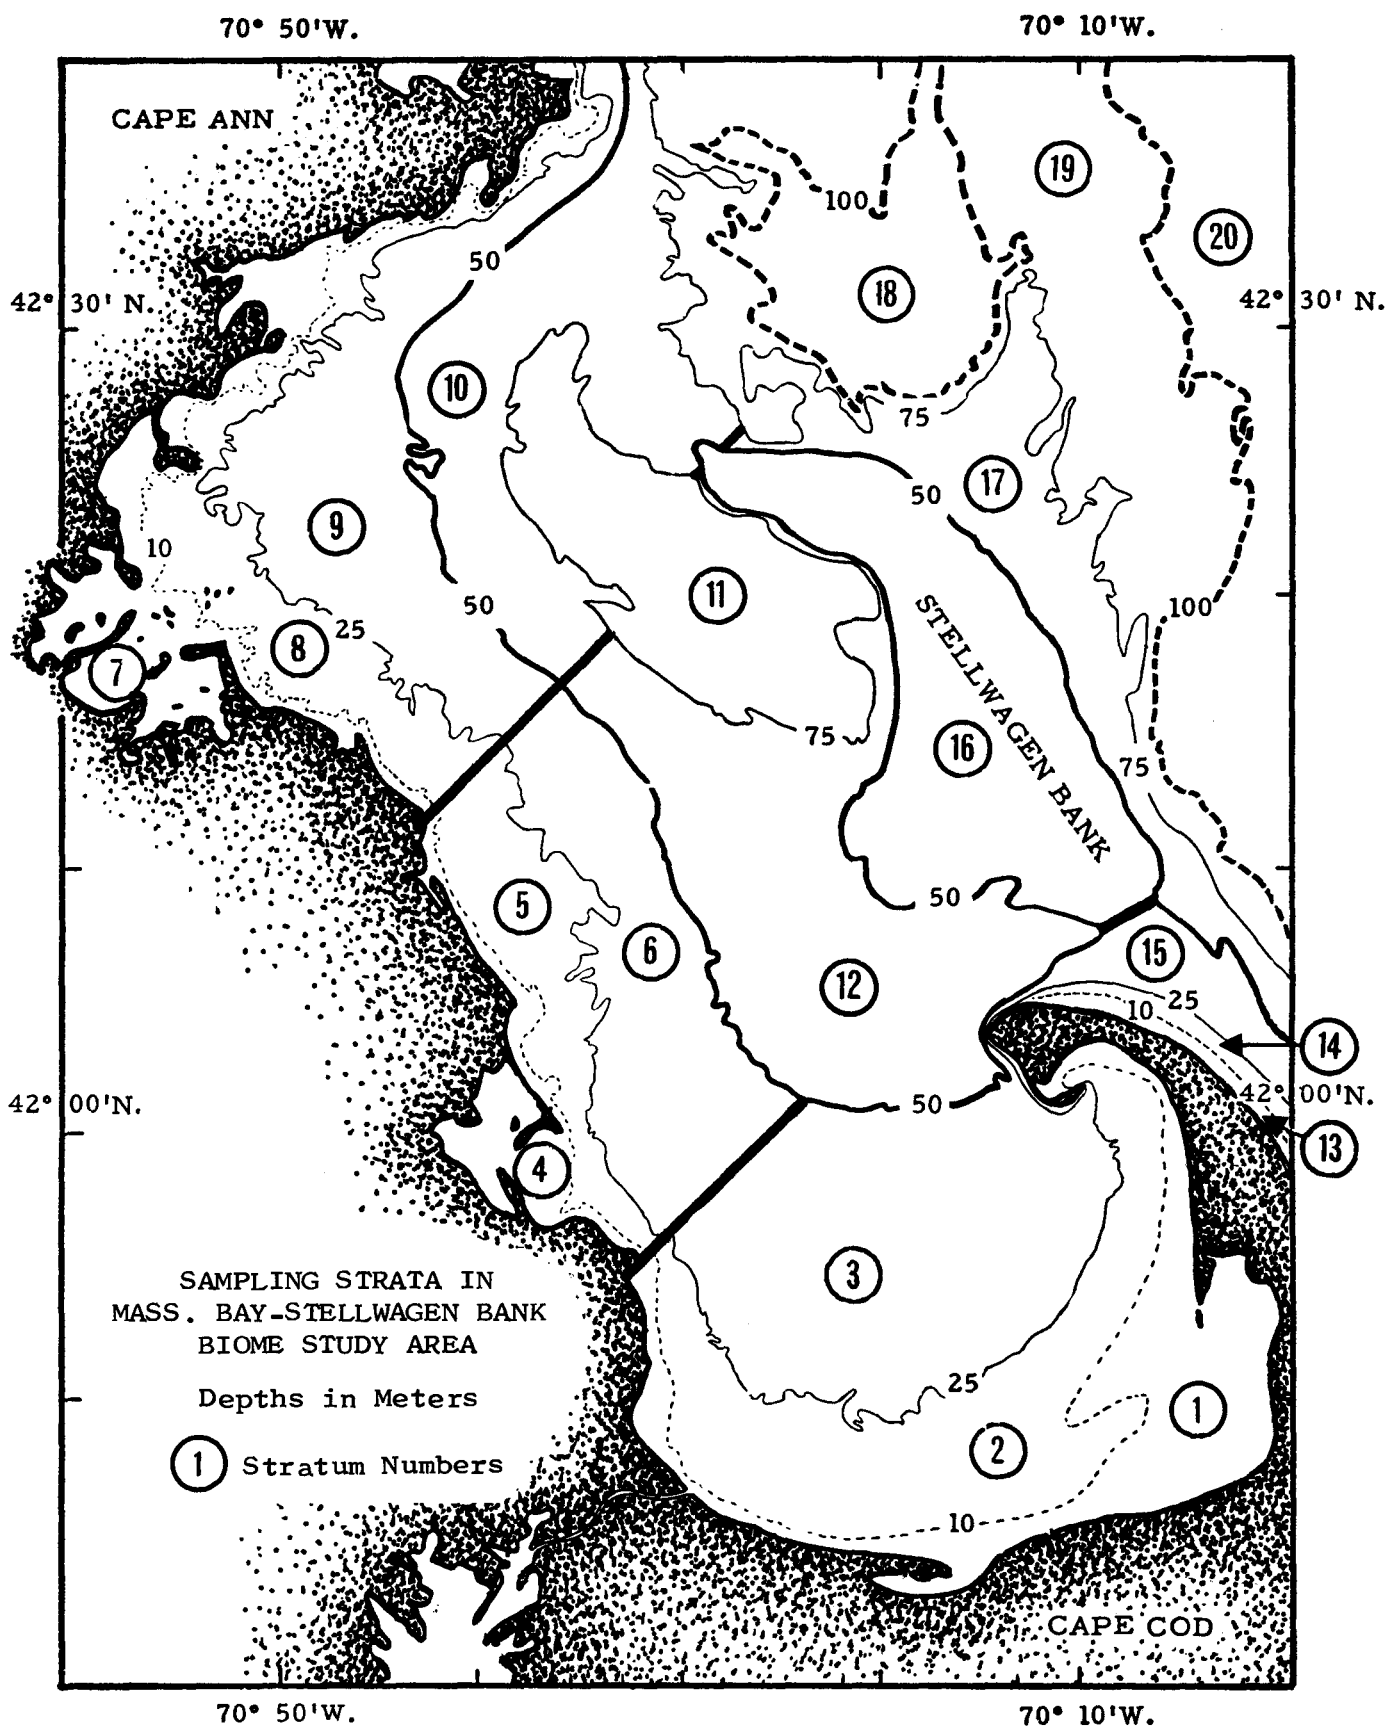 70° 50'W.
70° 10'W.
CAPE ANN
19
100
20
50
18
42° 30' N.
42° 30' N.
10
75
17
50
9
10
11
50
100
STELLWAGEN BANK
25
8
7
16
75
75
5
50
6
15
12
25
10
14
42° 00'N.
50
42° 00'N.
13
4
3
SAMPLING STRATA IN
MASS. BAY-STELLWAGEN BANK
BIOME STUDY AREA
25
Depths in Meters
1
2
1 Stratum Numbers
10
CAPE COD
70° 50'W.
70° 10'W.